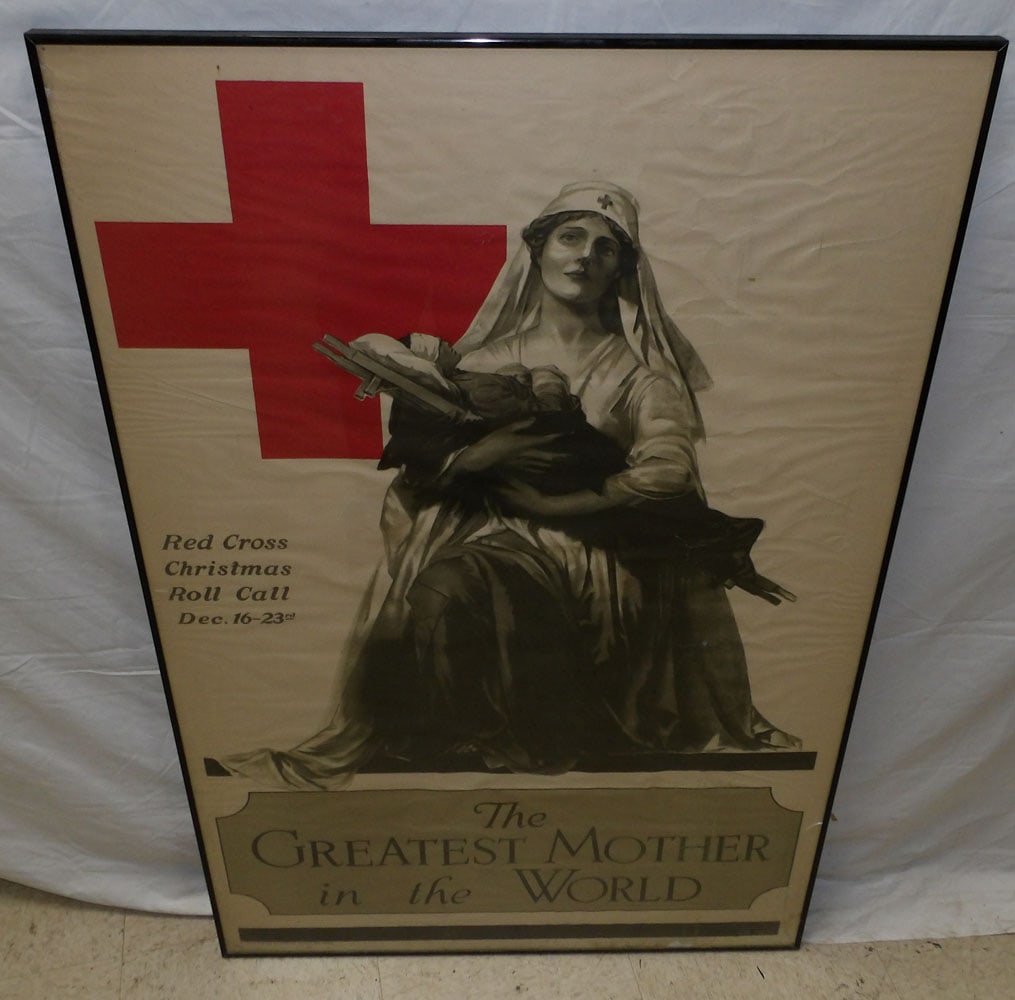 Red Cross
Christmas
Roll Call
Dec. 16-23rd
The
GREATEST MOTHER
in the WORLD